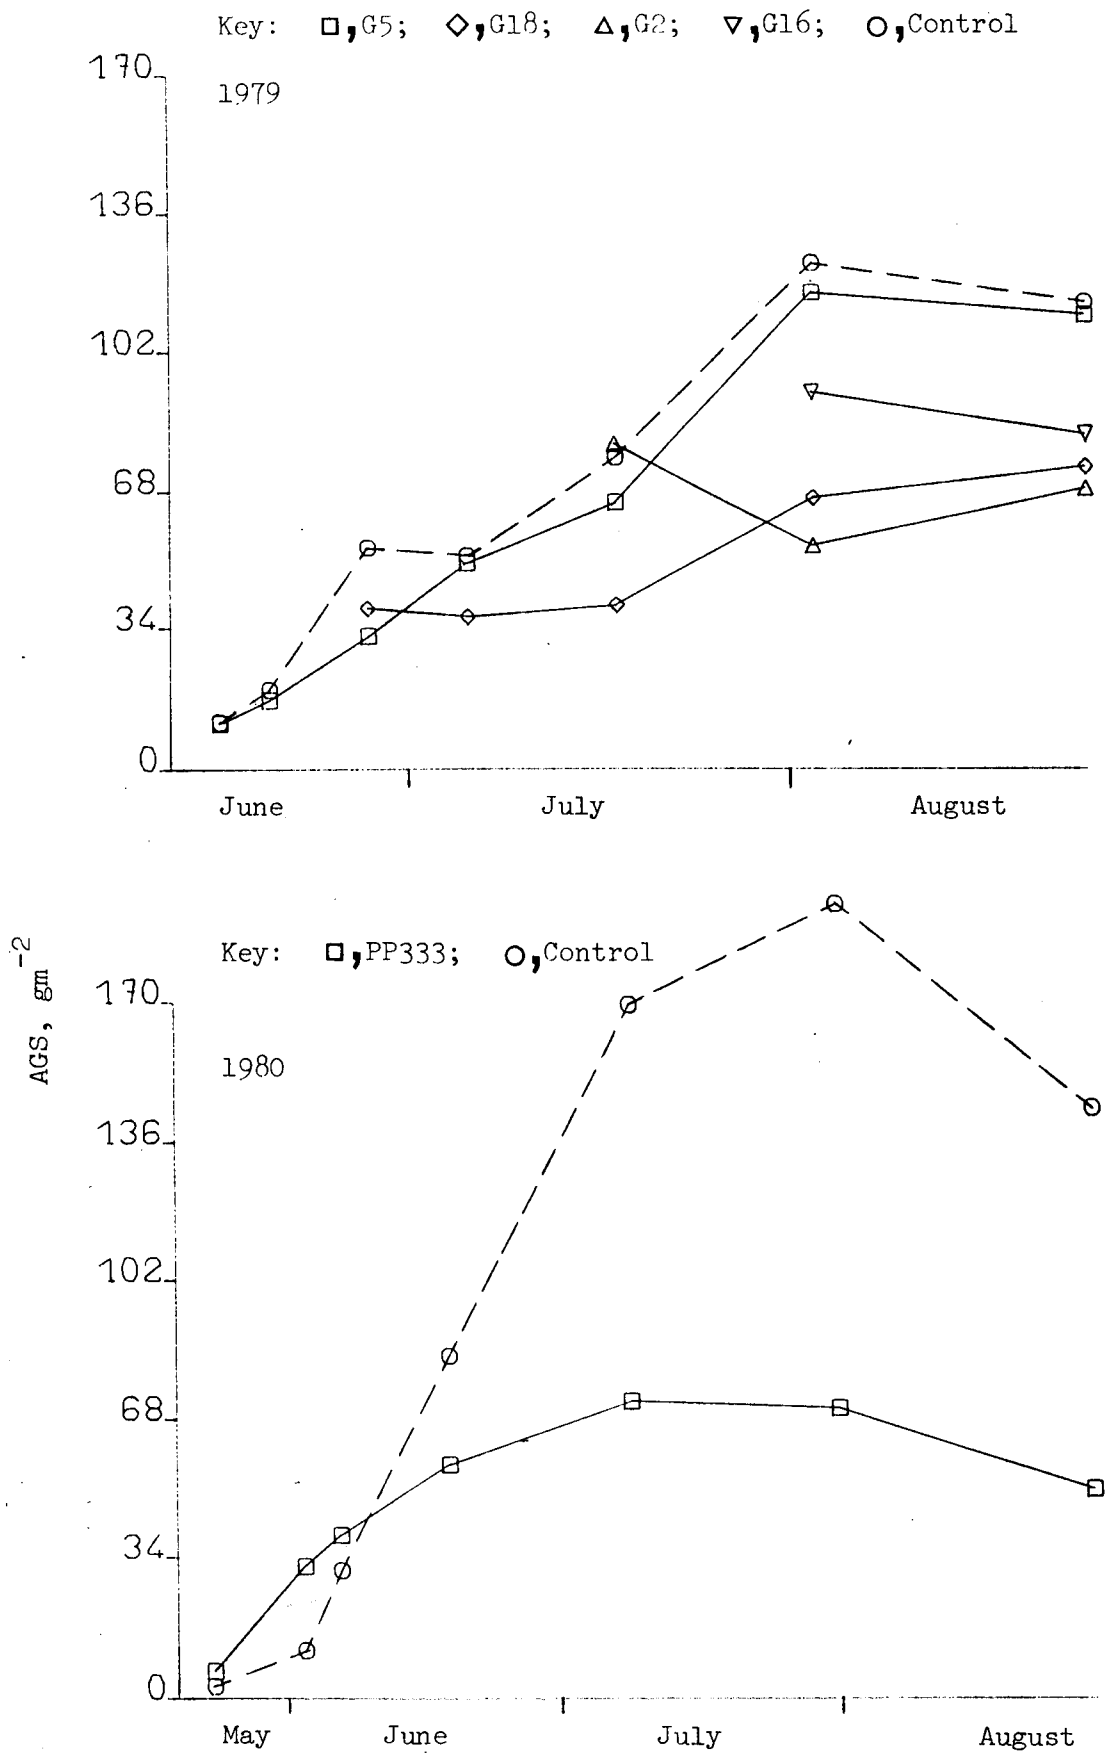 Key: □,G5; ◇,G18; △,G2; ▽,G16; ○,Control
170
1979
136
102
68
34
0
June July August
Key: □,PP333; ○,Control
AGS, gm⁻²
170
1980
136
102
68
34
0
May June July August